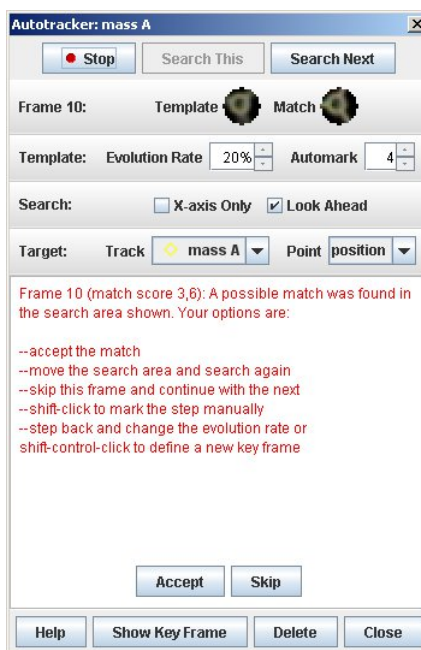 Autotracker: mass A
Stop Search This Search Next
Frame 10: Template Match
Template: Evolution Rate 20% Automark 4
Search: X-axis Only Look Ahead
Target: Track mass A Point position
Frame 10 (match score 3,6): A possible match was found in
the search area shown. Your options are:
--accept the match
--move the search area and search again
--skip this frame and continue with the next
--shift-click to mark the step manually
--step back and change the evolution rate or
shift-control-click to define a new key frame
Accept Skip
Help Show Key Frame Delete Close